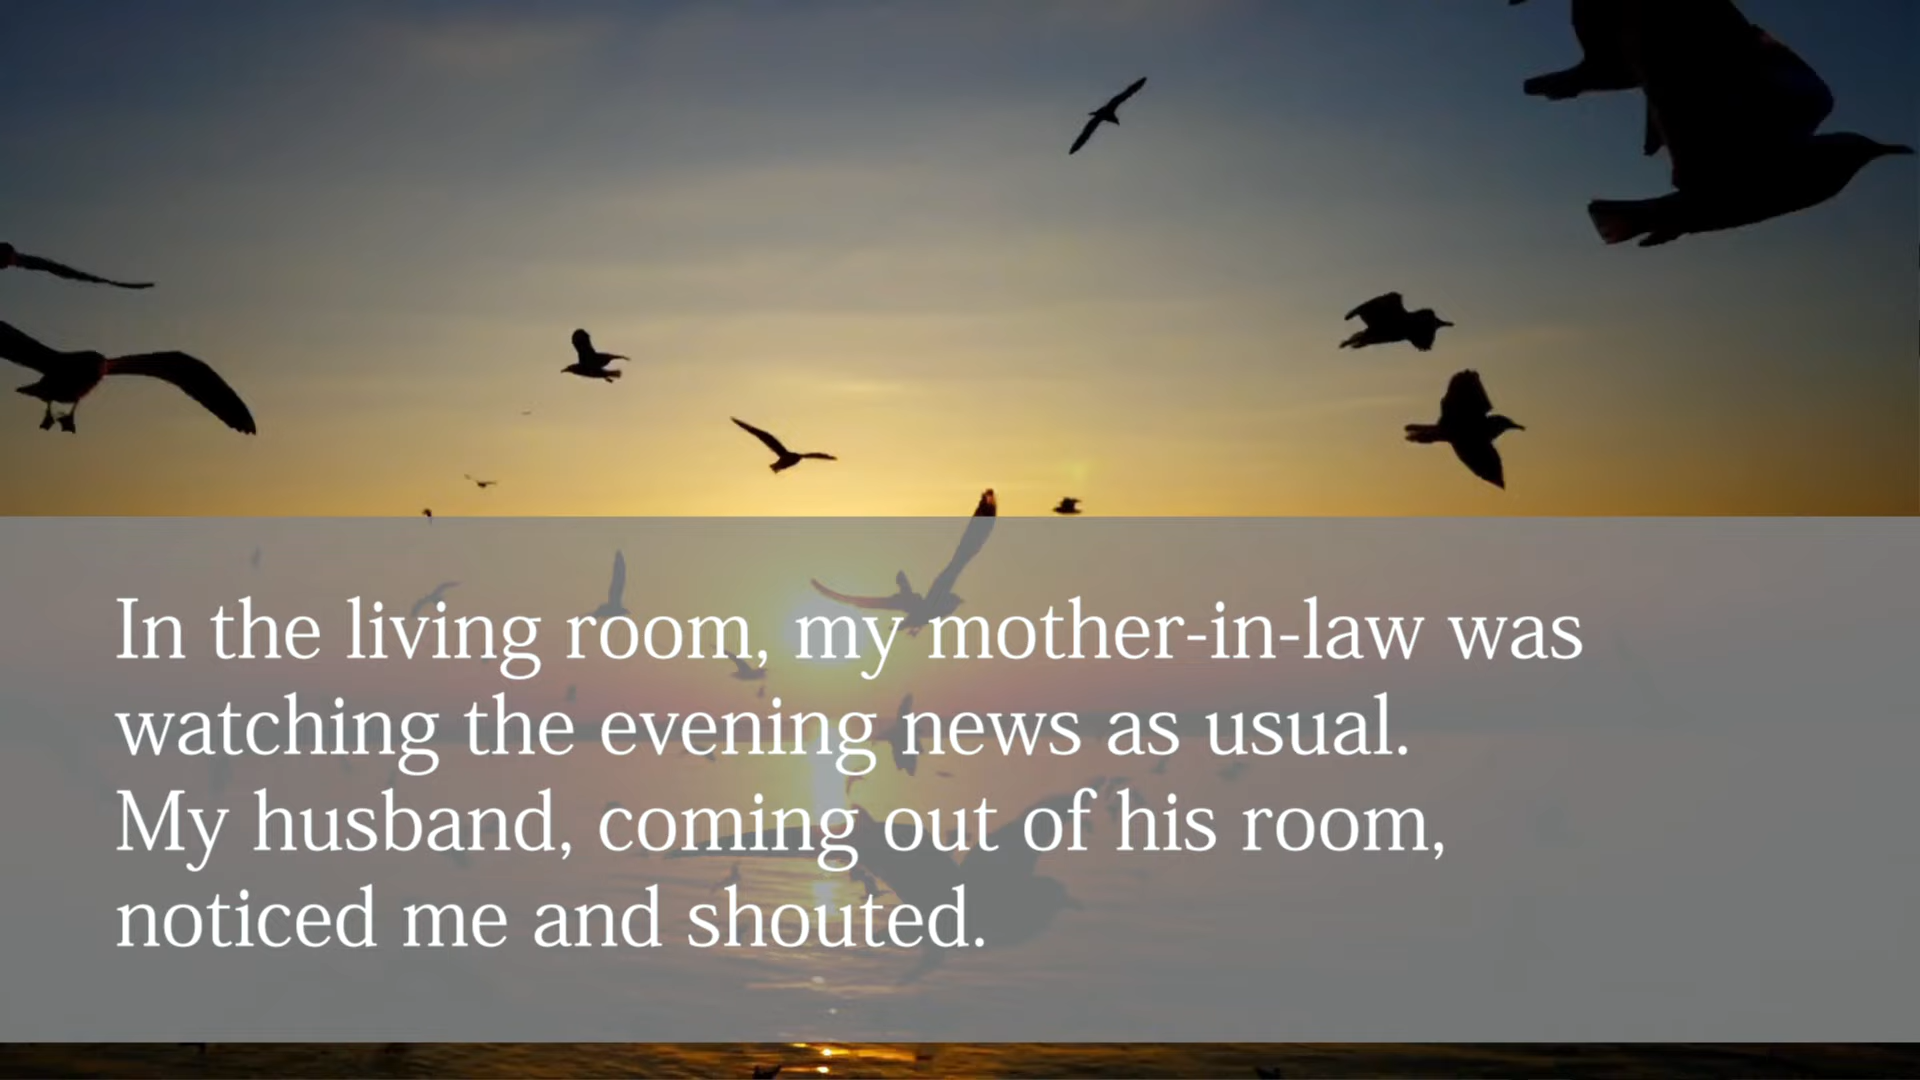 In the living room, my mother-in-law was
watching the evening news as usual.
My husband, coming out of his room,
noticed me and shouted.